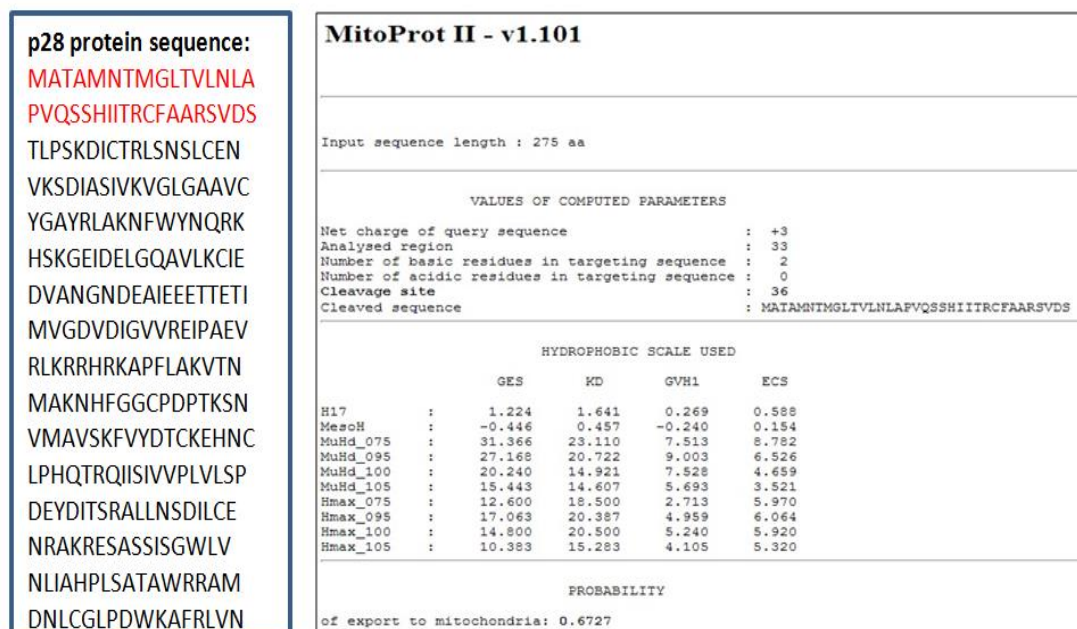 p28 protein sequence:
MATAMNTMGLTVLNLA
PVQSSHIITRCFAARSVDS
TLPSKDICTRLSNSLCEN
VKSDIASIVKVGLGAAVC
YGAYRLAKNFWYNQRK
HSKGEIDELGQAVLKCIE
DVANGNDEAIEEETTETI
MVGDVDIGVVREIPAEV
RLKRRHRKAPFLAKVTN
MAKNHFGGCPDPTKSN
VMAVSKFVYDTCKEHNC
LPHQTRQIISIVVPLVLSP
DEYDITSRALLNSDILCE
NRAKRESASSISGWLV
NLIAHPLSATAWRRAM
DNLCGLPDWKAFRLVN
MitoProt II - v1.101
Input sequence length : 275 aa
VALUES OF COMPUTED PARAMETERS
Net charge of query sequence : +3
Analysed region : 33
Number of basic residues in targeting sequence : 2
Number of acidic residues in targeting sequence : 0
Cleavage site : 36
Cleaved sequence : MATAMNTMGLTVLNLAPVQSSHIITRCFAARSVDS
HYDROPHOBIC SCALE USED
GES KD GVH1 ECS
H17 : 1.224 1.641 0.269 0.588
MesoH : -0.446 0.457 -0.240 0.154
MuHd_075 : 31.366 23.110 7.513 8.782
MuHd_095 : 27.168 20.722 9.003 6.526
MuHd_100 : 20.240 14.921 7.528 4.659
MuHd_105 : 15.443 14.607 5.693 3.521
Hmax_075 : 12.600 18.500 2.713 5.970
Hmax_095 : 17.063 20.387 4.959 6.064
Hmax_100 : 14.800 20.500 5.240 5.920
Hmax_105 : 10.383 15.283 4.105 5.320
PROBABILITY
of export to mitochondria: 0.6727